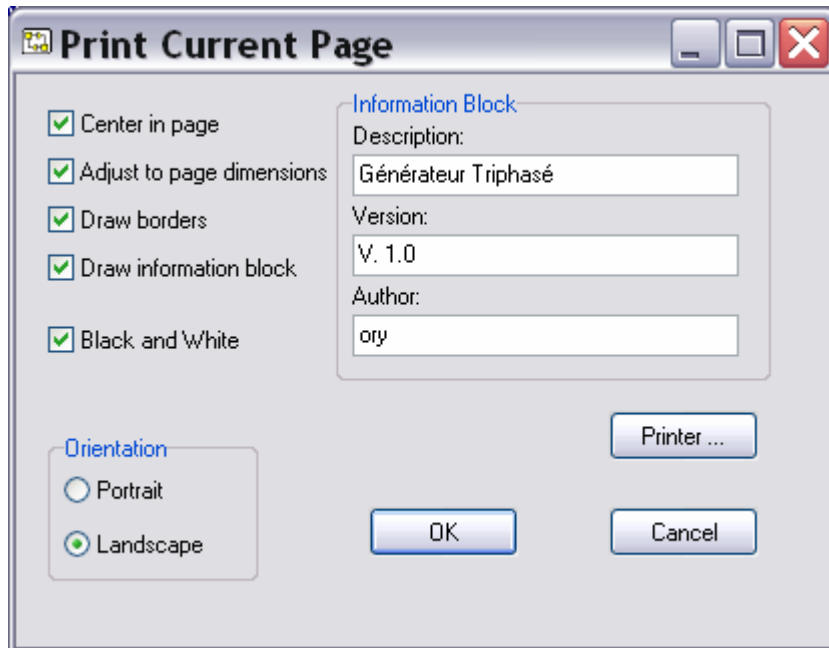 Print Current Page
Center in page
Adjust to page dimensions
Draw borders
Draw information block
Black and White
Information Block
Description:
Générateur Triphasé
Version:
V. 1.0
Author:
ory
Orientation
Portrait
Landscape
Printer ...
OK
Cancel